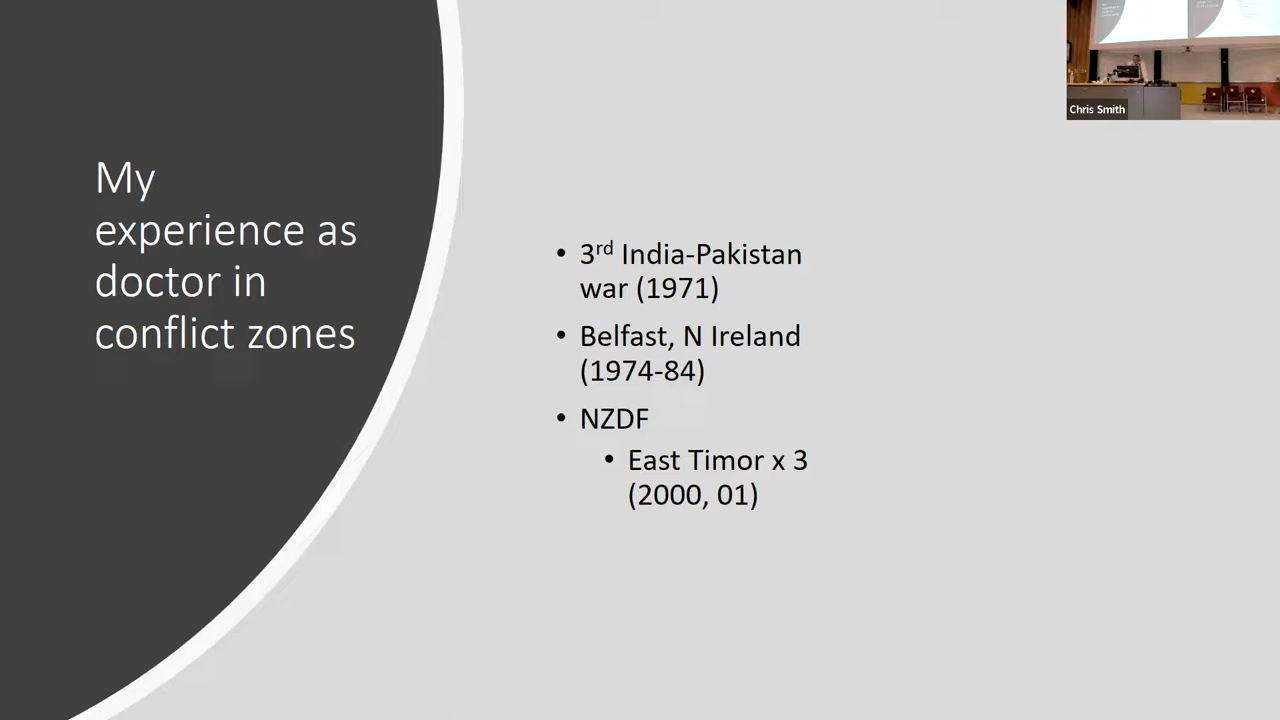 My
experience as
doctor in
conflict zones
• 3rd India-Pakistan
war (1971)
• Belfast, N Ireland
(1974-84)
• NZDF
• East Timor x 3
(2000, 01)
Chris Smith